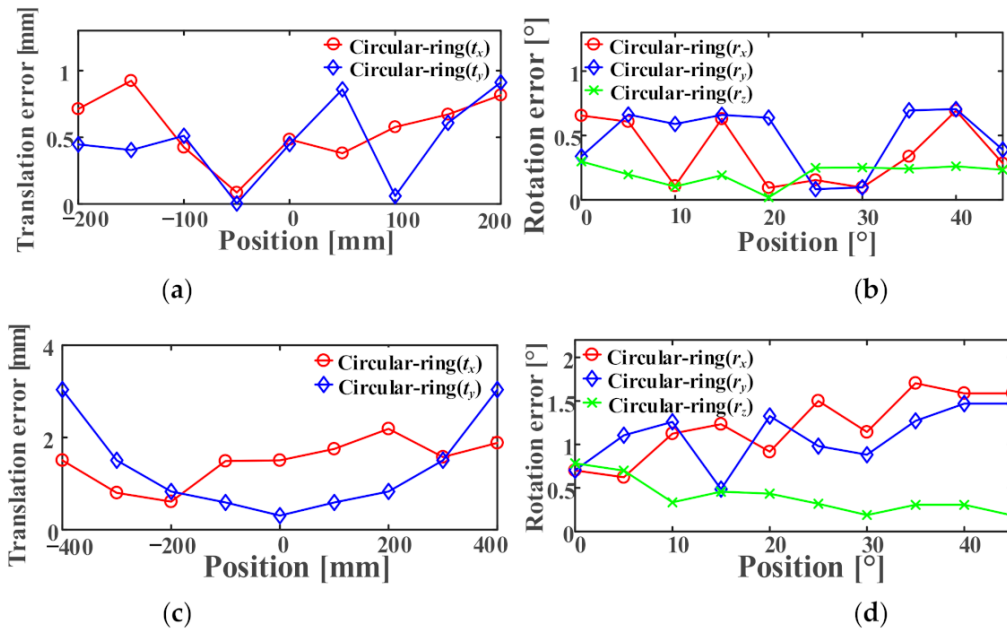 Translation error [mm]
1
0.5
0
Circular-ring(tx)
Circular-ring(ty)
−200
−100
0
100
200
Position [mm]
(a)
Rotation error [°]
1
0.5
0
Circular-ring(rx)
Circular-ring(ry)
Circular-ring(rz)
0
10
20
30
40
Position [°]
(b)
Translation error [mm]
4
2
0
Circular-ring(tx)
Circular-ring(ty)
−400
−200
0
200
400
Position [mm]
(c)
Rotation error [°]
2
1.5
1
0.5
0
Circular-ring(rx)
Circular-ring(ry)
Circular-ring(rz)
0
10
20
30
40
Position [°]
(d)